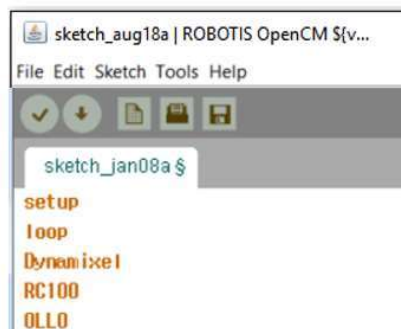 sketch_aug18a | ROBOTIS OpenCM ${v...
File Edit Sketch Tools Help
sketch_jan08a §
setup
loop
Dynamixel
RC100
OLLO